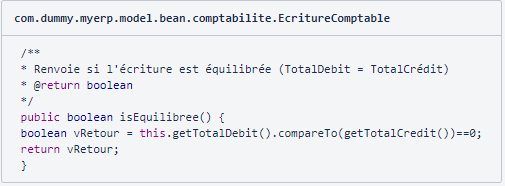 com.dummy.myerp.model.bean.comptabilite.EcritureComptable
/**
* Renvoie si l'écriture est équilibrée (TotalDebit = TotalCrédit)
* @return boolean
*/
public boolean isEquilibree() {
boolean vRetour = this.getTotalDebit().compareTo(getTotalCredit())==0;
return vRetour;
}